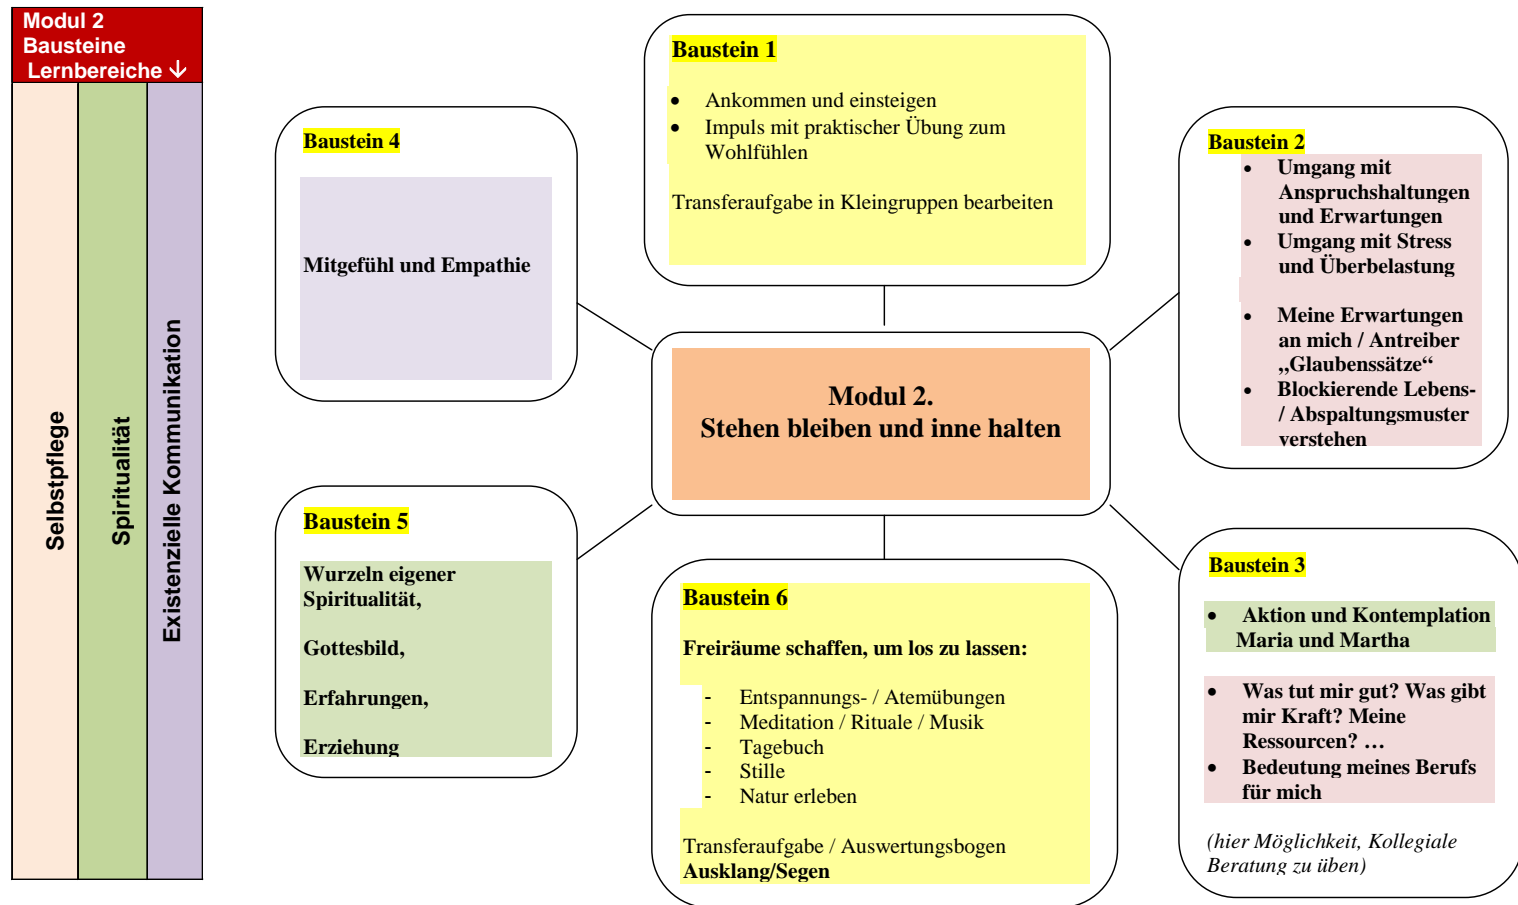 Modul 2
Bausteine
Lernbereiche ↓
Selbstpflege
Spiritualität
Existenzielle Kommunikation
Baustein 1
• Ankommen und einsteigen
• Impuls mit praktischer Übung zum
Wohlfühlen
Transferaufgabe in Kleingruppen bearbeiten
Baustein 4
Mitgefühl und Empathie
Baustein 2
• Umgang mit
Anspruchshaltungen
und Erwartungen
• Umgang mit Stress
und Überbelastung
• Meine Erwartungen
an mich / Antreiber
„Glaubenssätze“
• Blockierende Lebens-
/ Abspaltungsmuster
verstehen
Modul 2.
Stehen bleiben und inne halten
Baustein 5
Wurzeln eigener
Spiritualität,
Gottesbild,
Erfahrungen,
Erziehung
Baustein 6
Freiräume schaffen, um los zu lassen:
- Entspannungs- / Atemübungen
- Meditation / Rituale / Musik
- Tagebuch
- Stille
- Natur erleben
Transferaufgabe / Auswertungsbogen
Ausklang/Segen
Baustein 3
• Aktion und Kontemplation
Maria und Martha
• Was tut mir gut? Was gibt
mir Kraft? Meine
Ressourcen? …
• Bedeutung meines Berufs
für mich
(hier Möglichkeit, Kollegiale
Beratung zu üben)